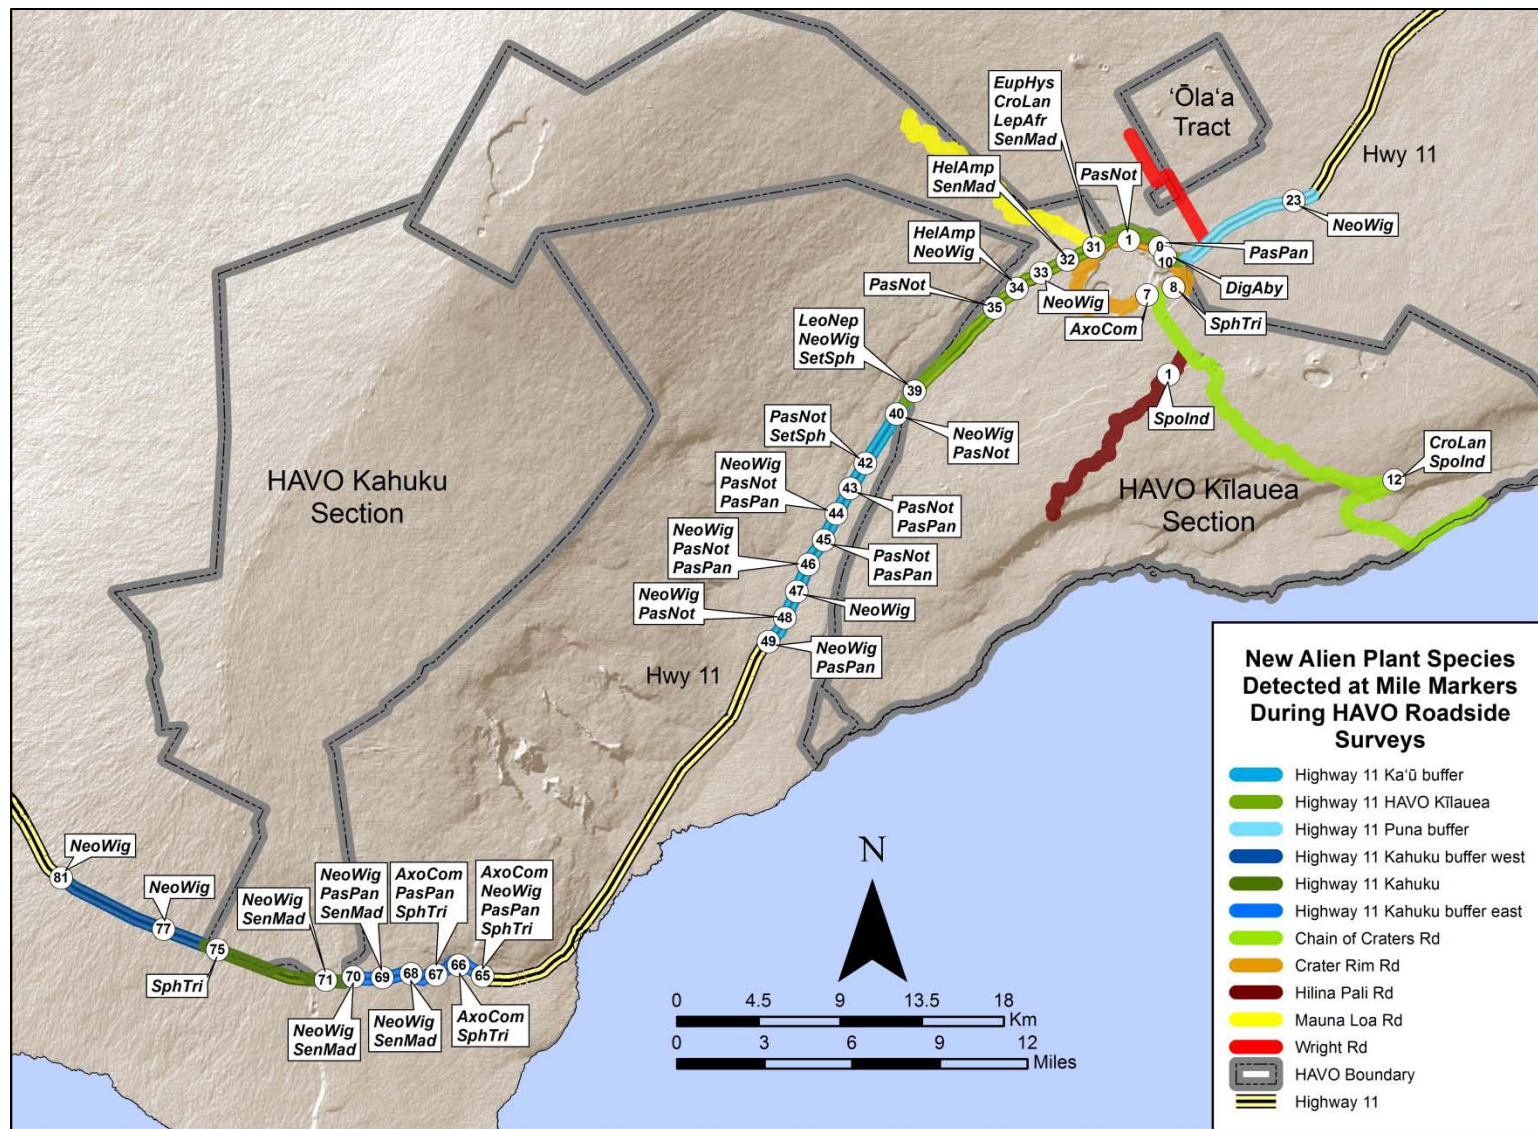 EupHys
CroLan
LepAfr
SenMad
ʻŌlaʻa
Tract
Hwy 11
HelAmp
SenMad
PasNot
23
NeoWig
HelAmp
NeoWig
31
1
0
PasPan
32
10
33
34
DigAby
PasNot
35
NeoWig
7
8
AxoCom
SphTri
LeoNep
NeoWig
SetSph
39
1
SpoInd
40
NeoWig
PasNot
PasNot
SetSph
42
CroLan
SpoInd
12
HAVO Kahuku
Section
HAVO Kīlauea
Section
NeoWig
PasNot
PasPan
43
PasNot
PasPan
44
45
PasNot
PasPan
NeoWig
PasNot
PasPan
46
47
NeoWig
NeoWig
PasNot
48
49
NeoWig
PasPan
Hwy 11
NeoWig
81
NeoWig
77
75
SphTri
NeoWig
SenMad
71
NeoWig
PasPan
SenMad
AxoCom
PasPan
SphTri
AxoCom
NeoWig
PasPan
SphTri
70
69
68
67
66
65
NeoWig
SenMad
NeoWig
SenMad
AxoCom
SphTri
N
0
4.5
9
13.5
18
Km
0
3
6
9
12
Miles
New Alien Plant Species
Detected at Mile Markers
During HAVO Roadside
Surveys
Highway 11 Kaʻū buffer
Highway 11 HAVO Kīlauea
Highway 11 Puna buffer
Highway 11 Kahuku buffer west
Highway 11 Kahuku
Highway 11 Kahuku buffer east
Chain of Craters Rd
Crater Rim Rd
Hilina Pali Rd
Mauna Loa Rd
Wright Rd
HAVO Boundary
Highway 11